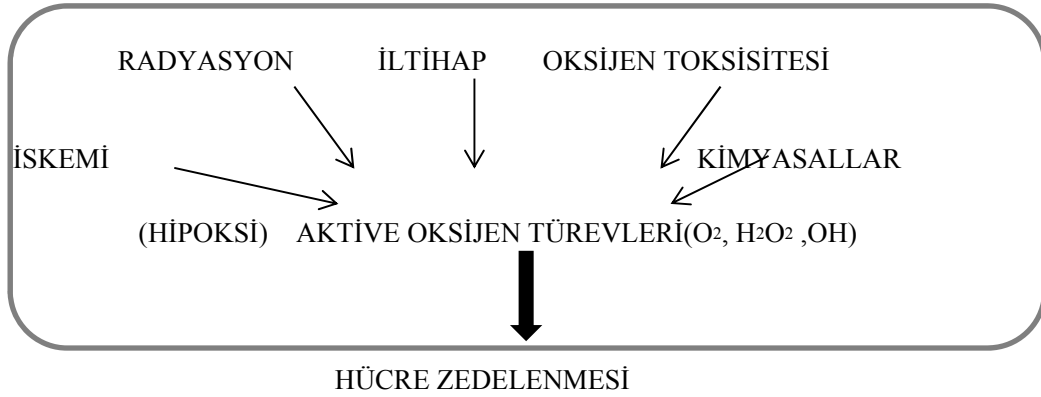 RADYASYON İLTİHAP OKSİJEN TOKSİSİTESİ
İSKEMİ KİMYASALLAR
(HİPOKSİ) AKTİVE OKSİJEN TÜREVLERİ(O2, H2O2 ,OH)
HÜCRE ZEDELENMESİ